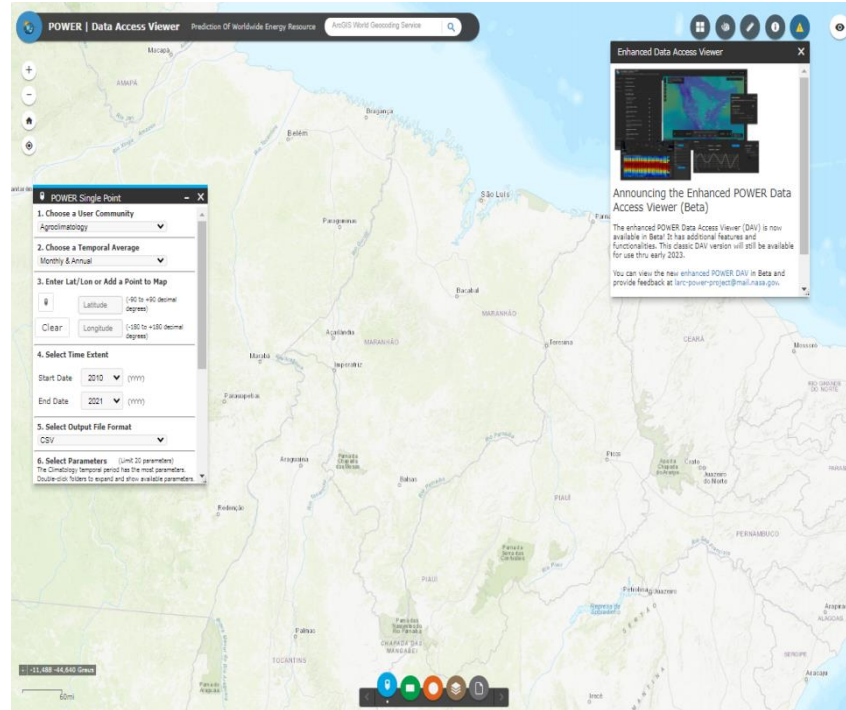 POWER | Data Access Viewer Prediction Of Worldwide Energy Resource
ArcGIS World Geocoding Service
POWER Single Point
1. Choose a User Community
Agroclimatology
2. Choose a Temporal Average
Monthly & Annual
3. Enter Lat/Lon or Add a Point to Map
Latitude (-90 to +90 decimal
degrees)
Clear Longitude (-180 to +180 decimal
degrees)
4. Select Time Extent
Start Date 2010 (YYYY)
End Date 2021 (YYYY)
5. Select Output File Format
CSV
6. Select Parameters (Limit 20 parameters)
The Climatology temporal period has the most parameters.
Double-click folders to expand and show available parameters.
Enhanced Data Access Viewer
Announcing the Enhanced POWER Data
Access Viewer (Beta)
The enhanced POWER Data Access Viewer (DAV) is now
available in Beta! It has additional features and
functionalities. This classic DAV version will still be available
for use thru early 2023.
You can view the new enhanced POWER DAV in Beta and
provide feedback at larc-power-project@mail.nasa.gov.
Macapá
AMAPÁ
Bragança
Belém
São Luís
Paragominas
Bacabal
MARANHÃO
Açailândia
MARANHÃO
Teresina
CEARÁ
Marabá
Imperatriz
Parauapebas
Araguaína
Balsas
Picos
Crato
Juazeiro
do Norte
Redenção
PIAUÍ
PERNAMBUCO
PIAUÍ
Petrolina Juazeiro
Palmas
CHAPADA DAS
MANGABEI
TOCANTINS
ALAGOAS
SERGIPE
Irecê
-11,488 -44,640 Graus
60mi